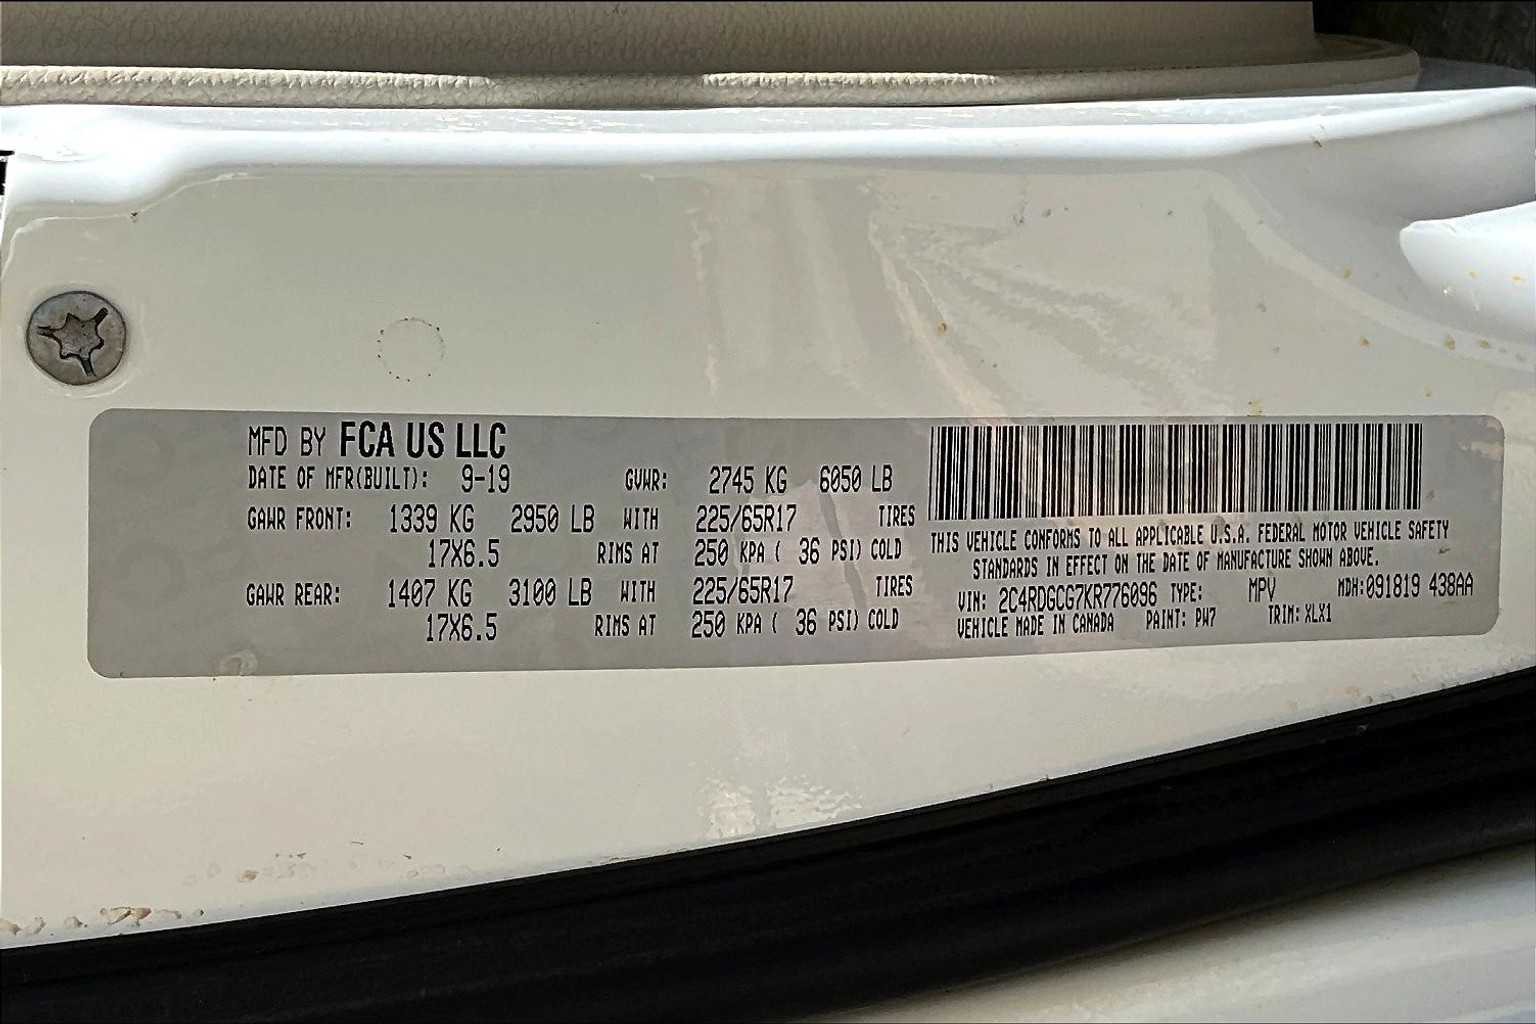 MFD BY FCA US LLC
DATE OF MFR(BUILT): 9-19 GVWR: 2745 KG 6050 LB
GAWR FRONT: 1339 KG 2950 LB WITH 225/65R17 TIRES
17X6.5 RIMS AT 250 KPA ( 36 PSI) COLD
GAWR REAR: 1407 KG 3100 LB WITH 225/65R17 TIRES
17X6.5 RIMS AT 250 KPA ( 36 PSI) COLD
THIS VEHICLE CONFORMS TO ALL APPLICABLE U.S.A. FEDERAL MOTOR VEHICLE SAFETY
STANDARDS IN EFFECT ON THE DATE OF MANUFACTURE SHOWN ABOVE.
VIN: 2C4RDGCG7KR776096 TYPE: MPV MDH:091819 438AA
VEHICLE MADE IN CANADA PAINT: PW7 TRIM: XLX1